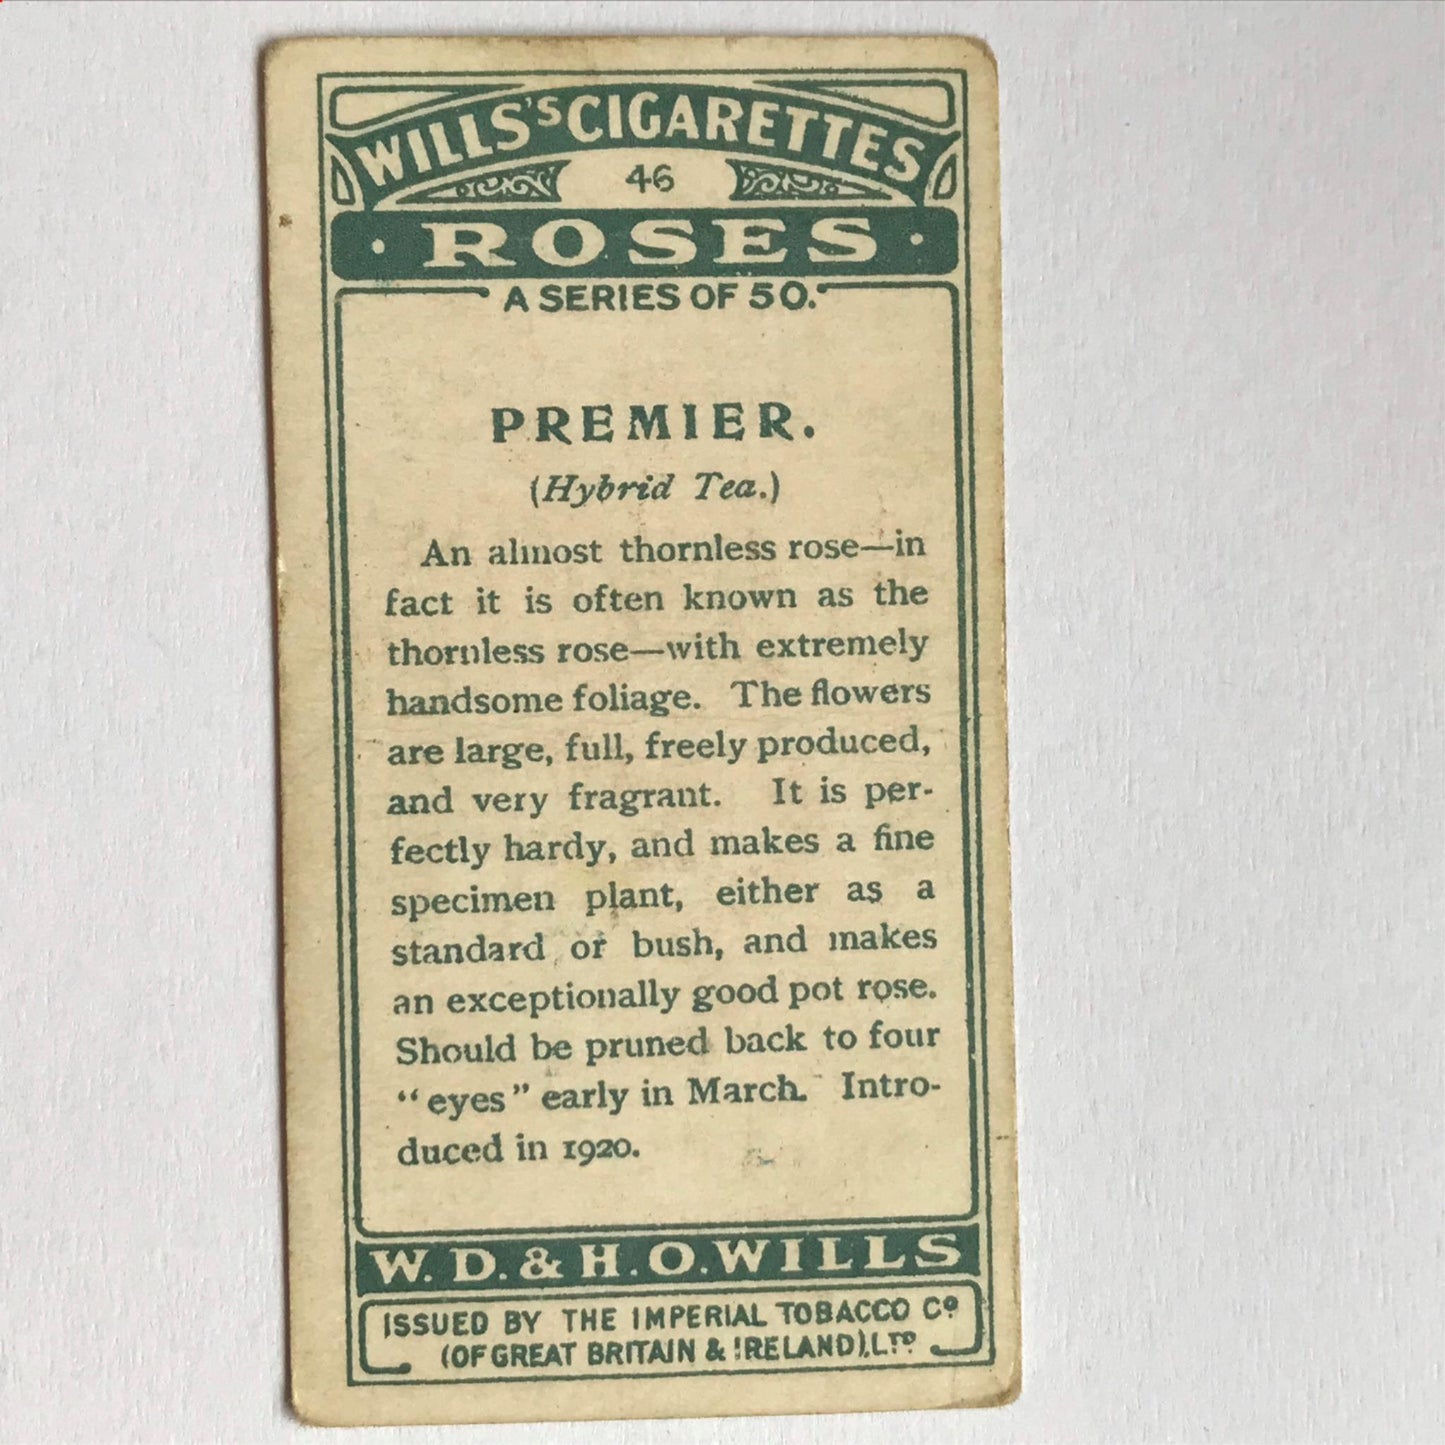 WILLS'S CIGARETTES
46
· ROSES ·
A SERIES OF 50.
PREMIER.
(Hybrid Tea.)
An almost thornless rose—in
fact it is often known as the
thornless rose—with extremely
handsome foliage. The flowers
are large, full, freely produced,
and very fragrant. It is per-
fectly hardy, and makes a fine
specimen plant, either as a
standard or bush, and makes
an exceptionally good pot rose.
Should be pruned back to four
“eyes” early in March. Intro-
duced in 1920.
W. D. & H. O. WILLS
ISSUED BY THE IMPERIAL TOBACCO Cº
(OF GREAT BRITAIN & IRELAND), LTD